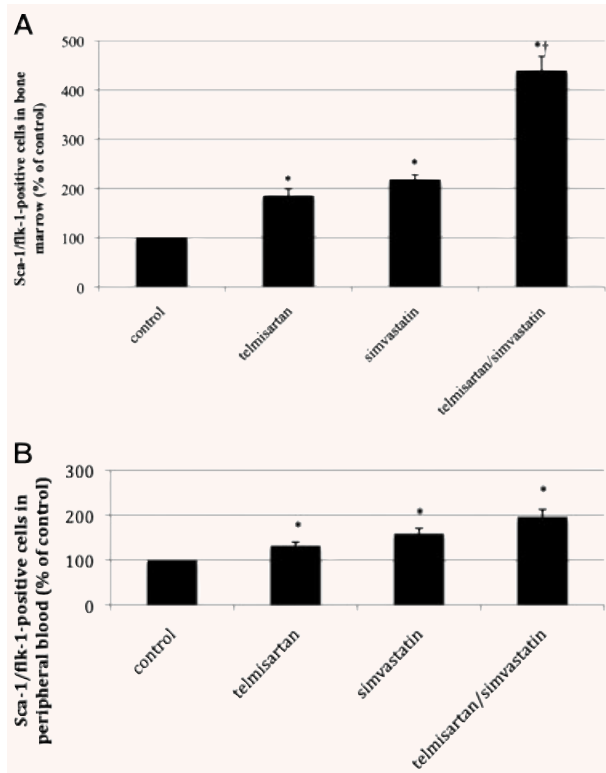 A
Sca-1/flk-1-positive cells in bone
marrow (% of control)
500
400
300
200
100
0
*
*
*†
control
telmisartan
simvastatin
telmisartan/simvastatin
B
Sca-1/flk-1-positive cells in
peripheral blood (% of control)
300
200
100
0
*
*
*
control
telmisartan
simvastatin
telmisartan/simvastatin